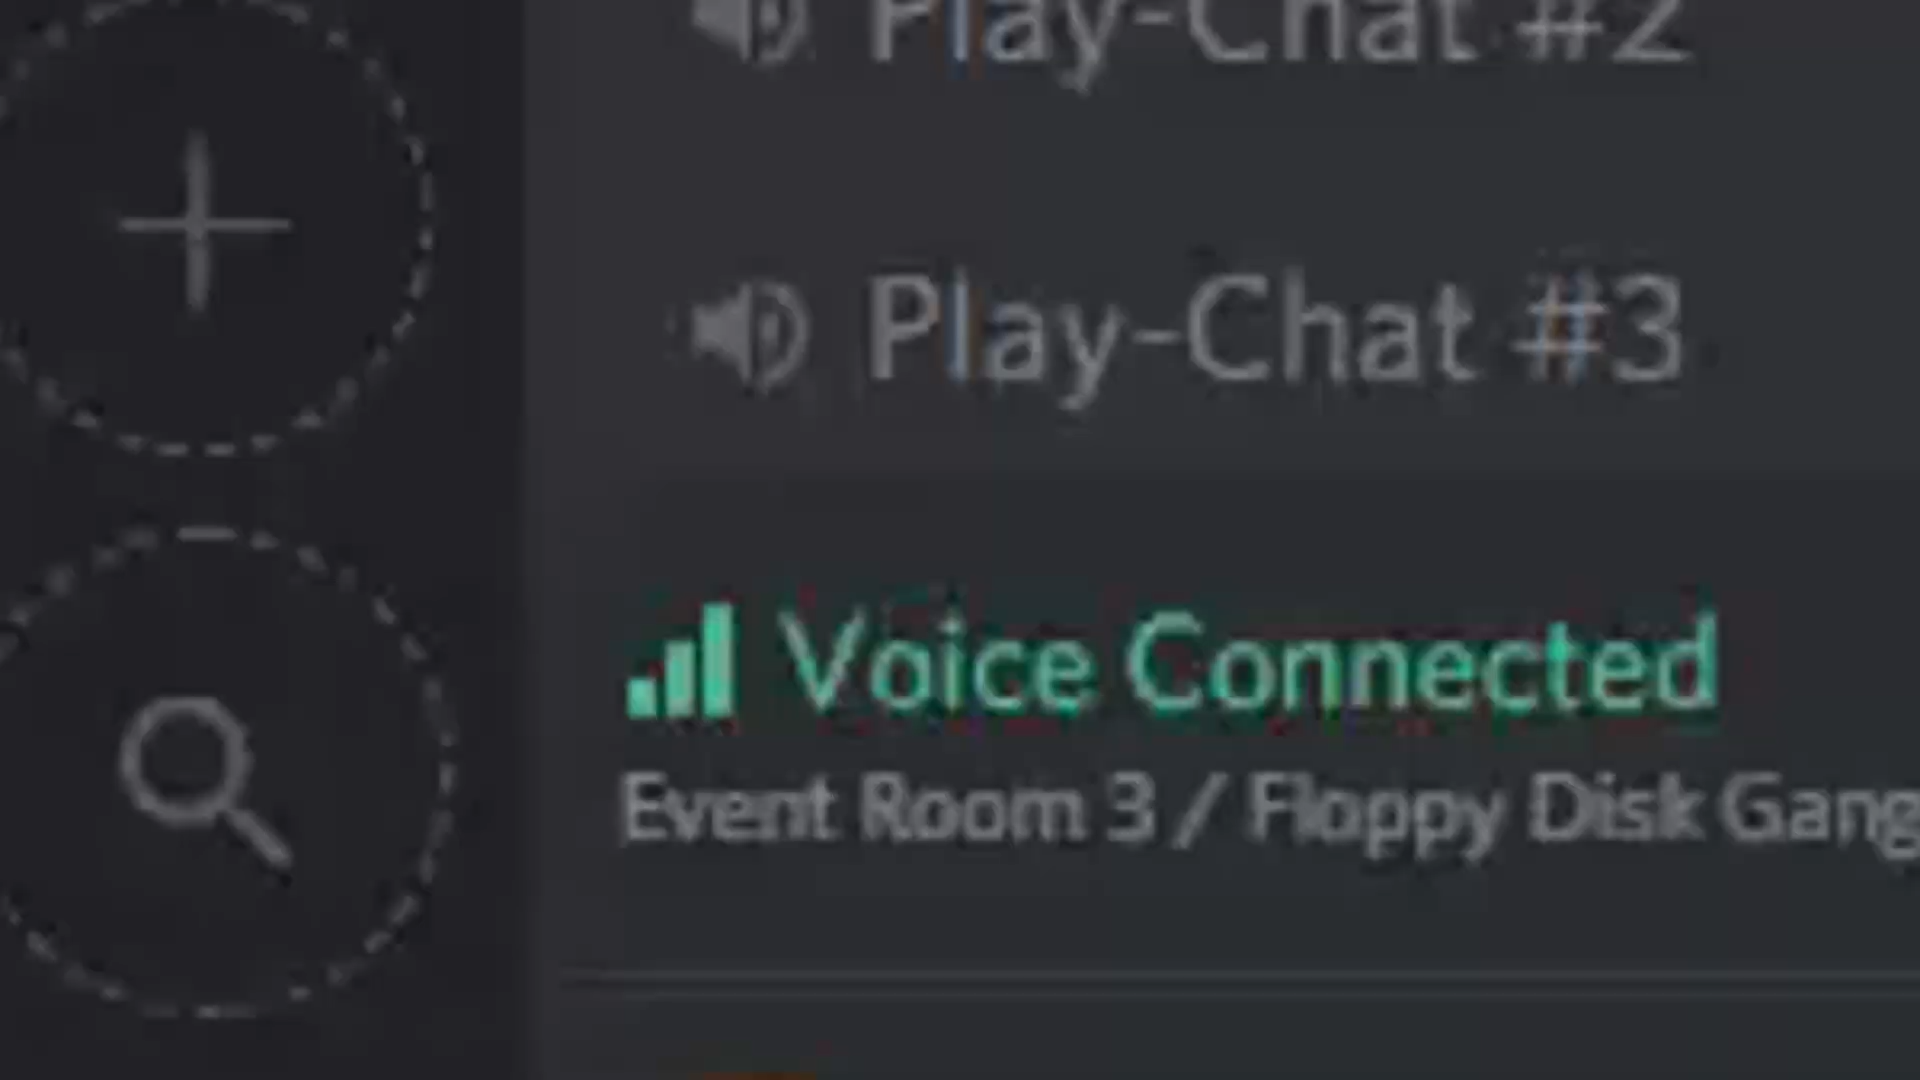 Play-Chat #2
Play-Chat #3
Voice Connected
Event Room 3 / Floppy Disk Gang